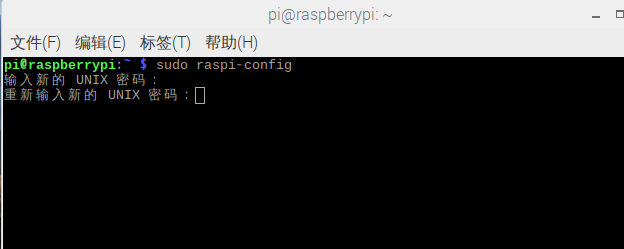 pi@raspberrypi: ~
文件(F) 编辑(E) 标签(T) 帮助(H)
pi@raspberrypi:~ $ sudo raspi-config
输入新的 UNIX 密码：
重新输入新的 UNIX 密码：